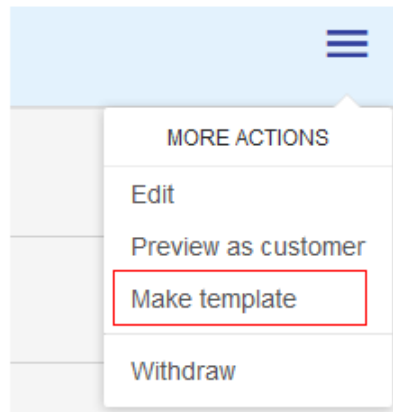 MORE ACTIONS
Edit
Preview as customer
Make template
Withdraw